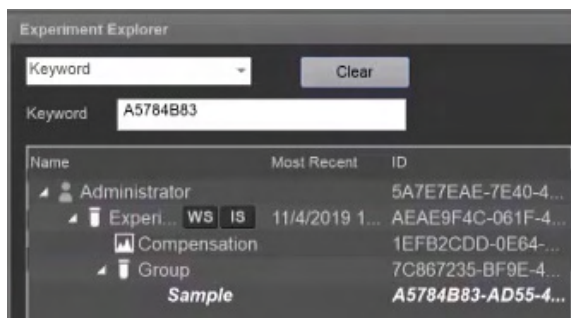 Experiment Explorer
Keyword Clear
Keyword A5784B83
Name Most Recent ID
Administrator 5A7E7EAE-7E40-4...
Experi... WS IS 11/4/2019 1... AEAE9F4C-061F-4...
Compensation 1EFB2CDD-0E64-...
Group 7C867235-BF9E-4...
Sample A5784B83-AD55-4...